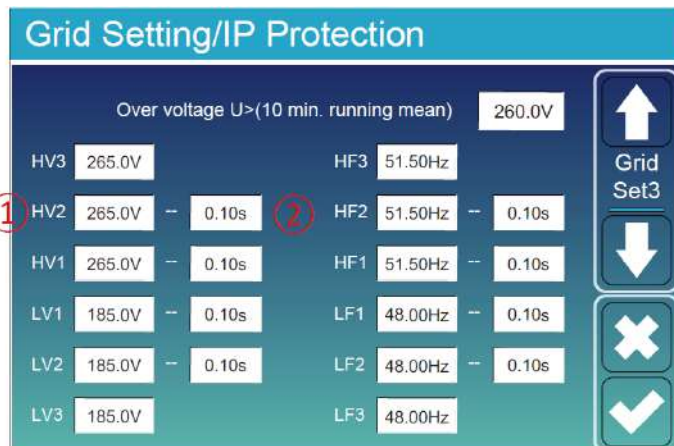 Grid Setting/IP Protection
Over voltage U>(10 min. running mean) 260.0V
HV3 265.0V HF3 51.50Hz
① HV2 265.0V -- 0.10s ② HF2 51.50Hz -- 0.10s
HV1 265.0V -- 0.10s HF1 51.50Hz -- 0.10s
LV1 185.0V -- 0.10s LF1 48.00Hz -- 0.10s
LV2 185.0V -- 0.10s LF2 48.00Hz -- 0.10s
LV3 185.0V LF3 48.00Hz
Grid
Set3